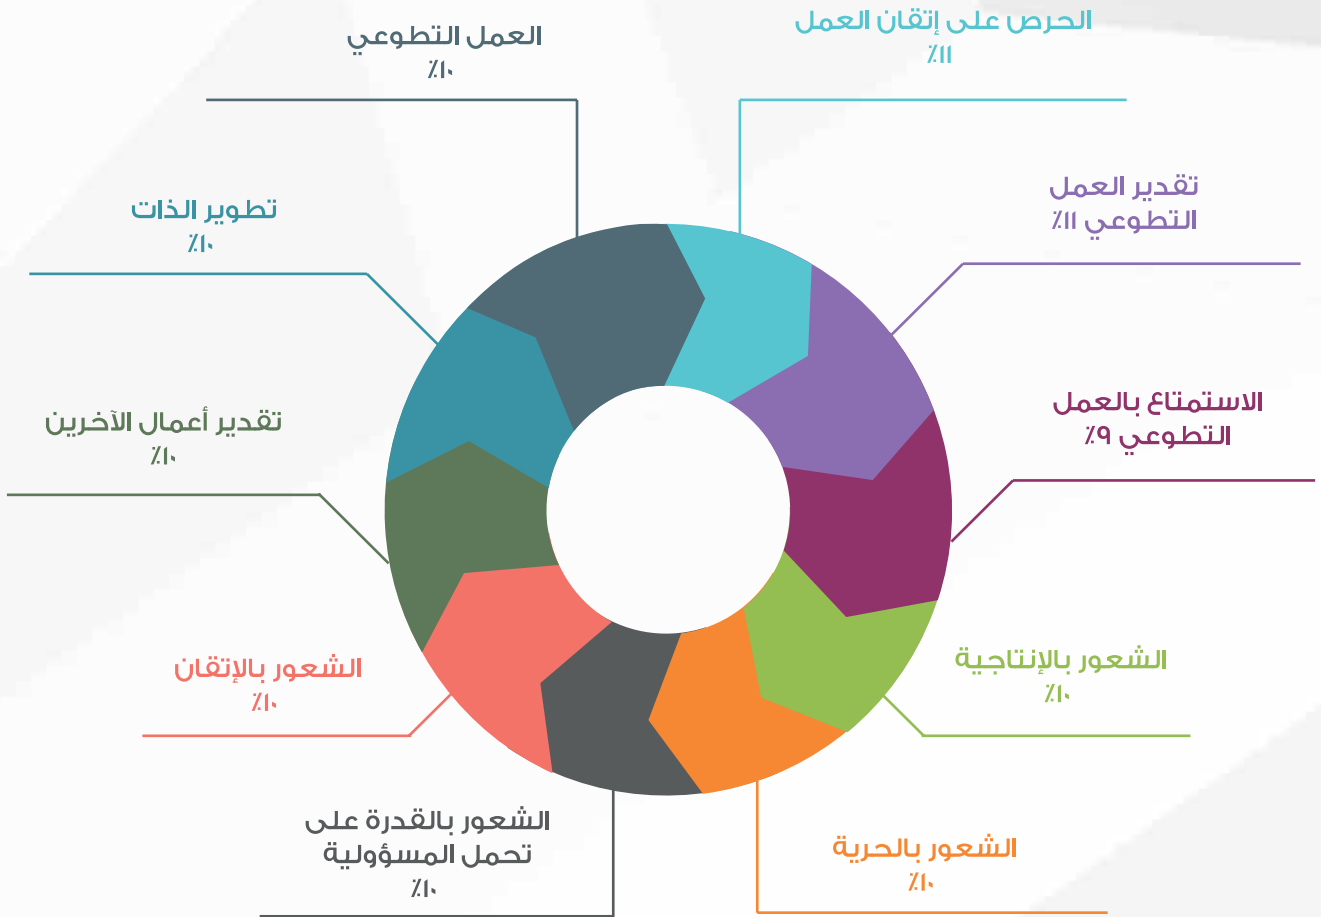 الحرص على إتقان العمل
٪١١
تقدير العمل
التطوعي ١١٪
الاستمتاع بالعمل
التطوعي ٩٪
الشعور بالإنتاجية
٪١٠
الشعور بالحرية
٪١٠
الشعور بالقدرة على
تحمل المسؤولية
٪١٠
الشعور بالإتقان
٪١٠
تقدير أعمال الآخرين
٪١٠
تطوير الذات
٪١٠
العمل التطوعي
٪١٠